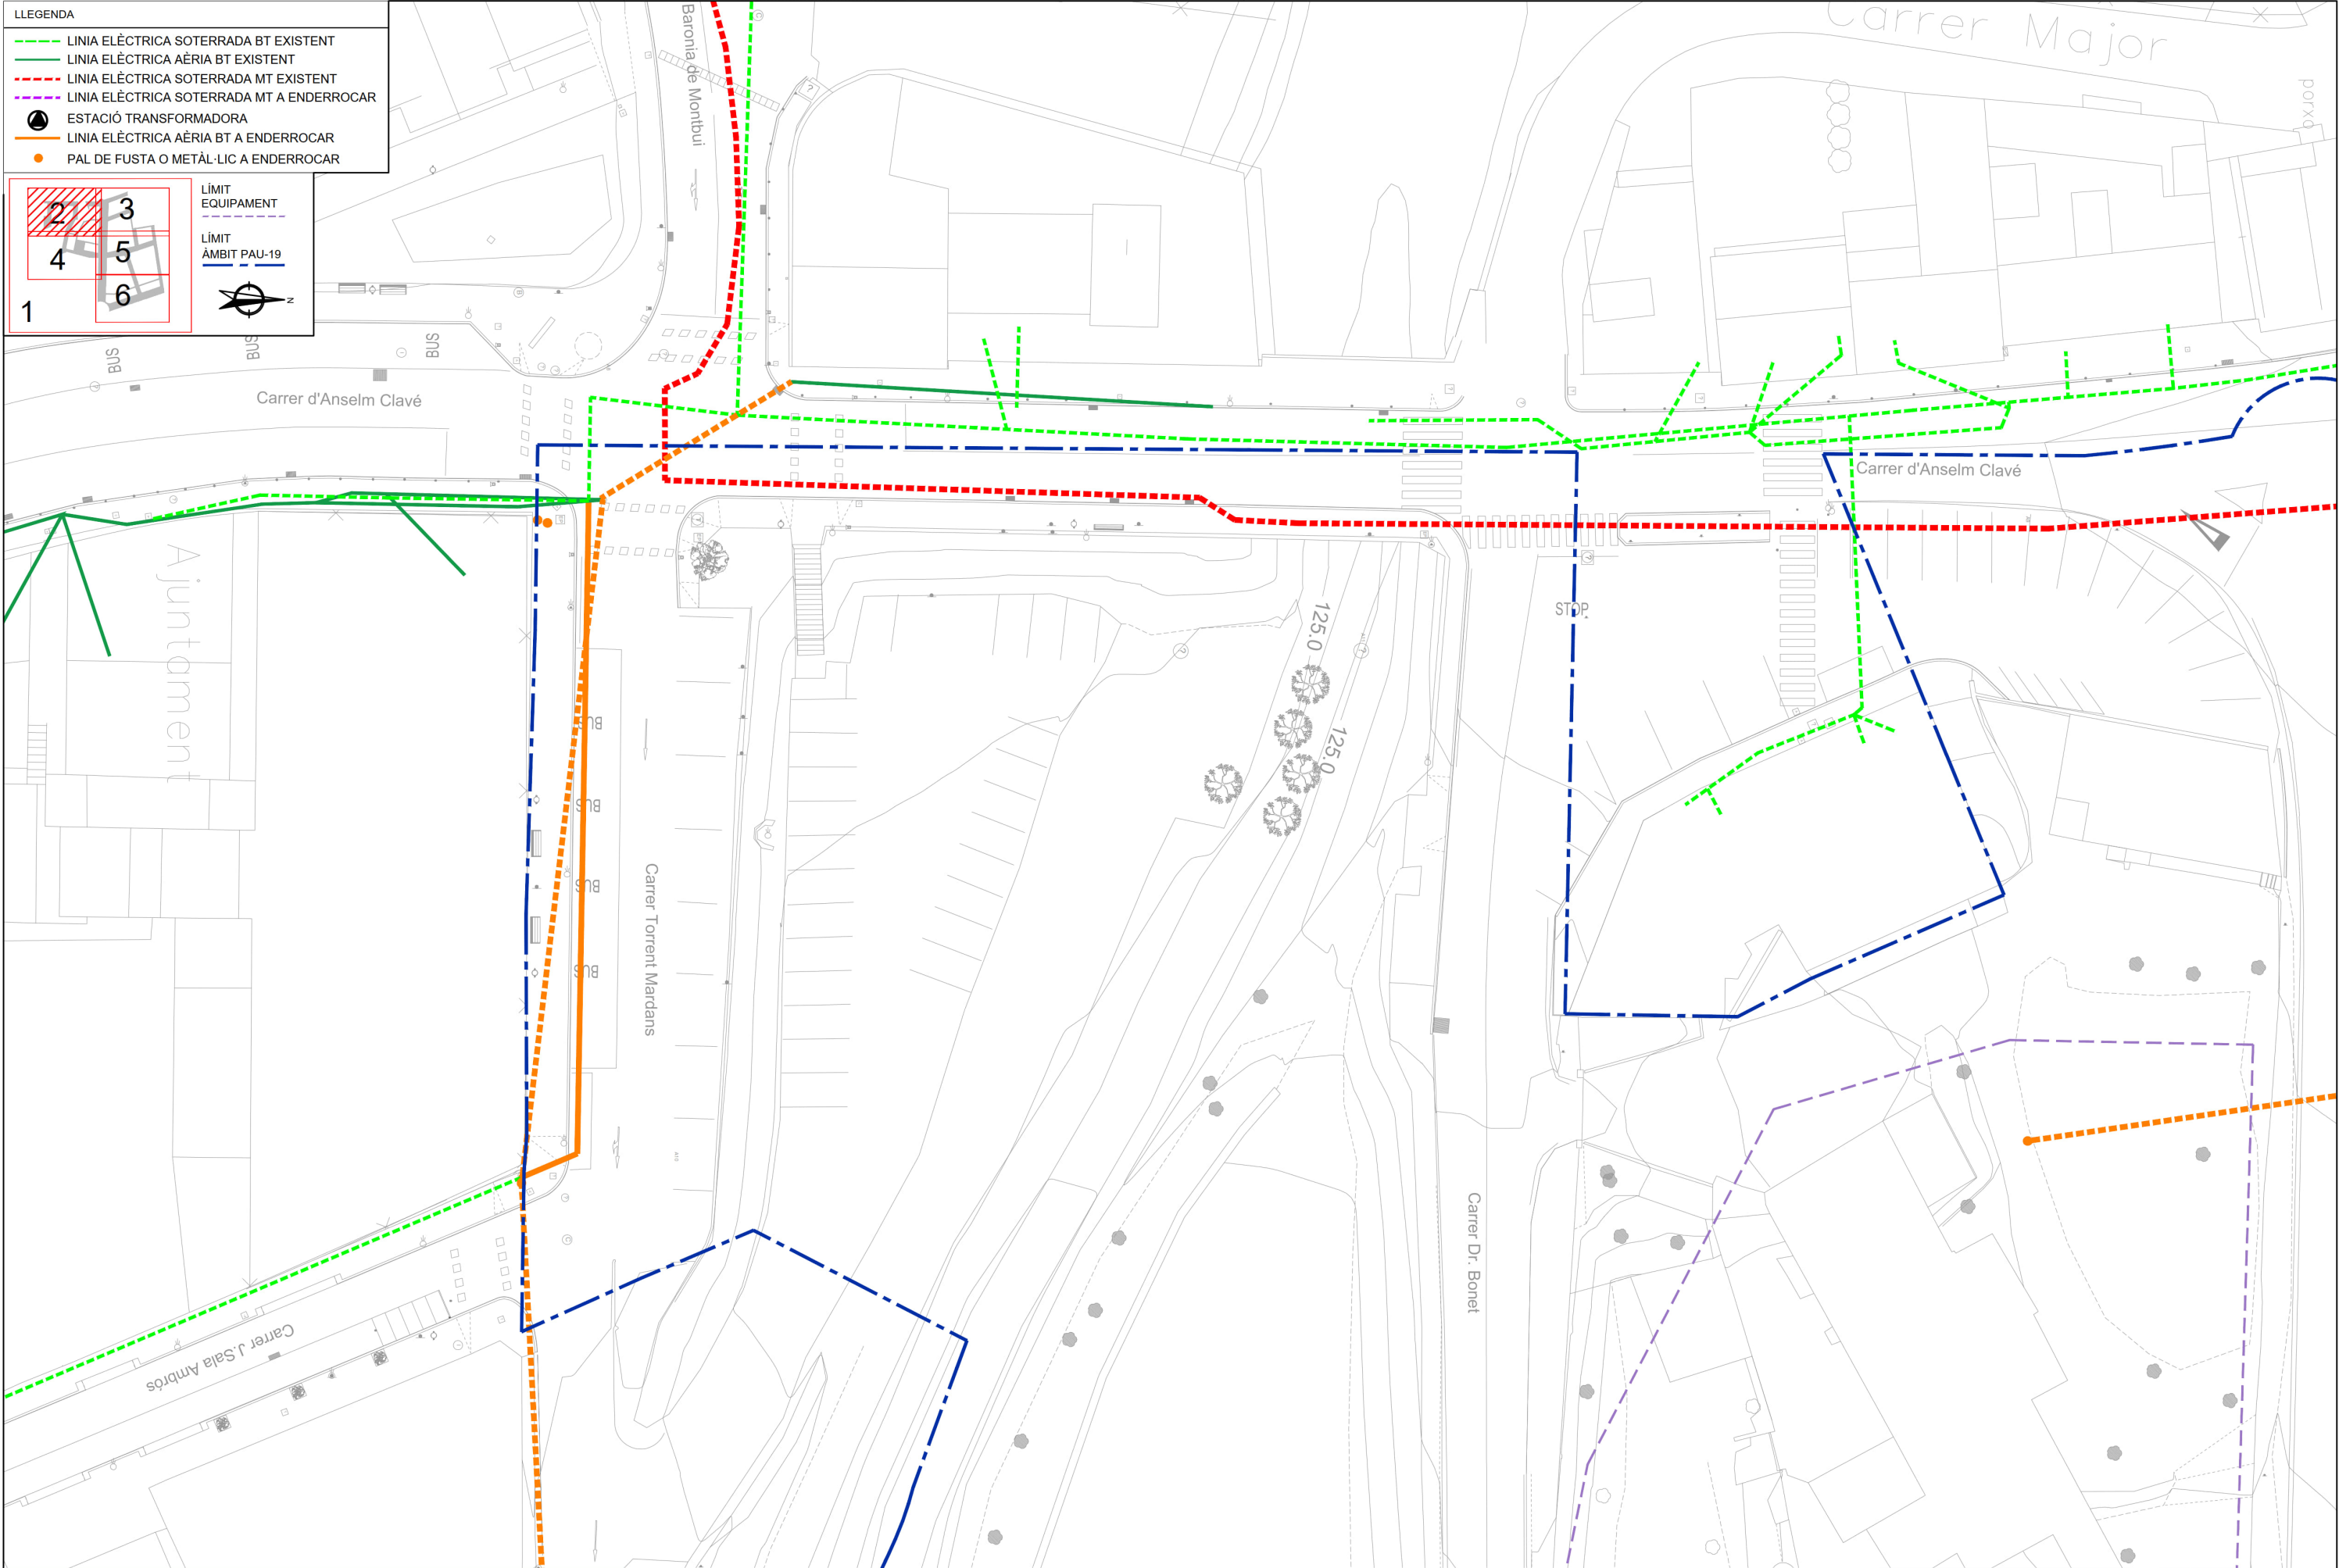 LLEGENDA
LINIA ELÈCTRICA SOTERRADA BT EXISTENT
LINIA ELÈCTRICA AÈRIA BT EXISTENT
LINIA ELÈCTRICA SOTERRADA MT EXISTENT
LINIA ELÈCTRICA SOTERRADA MT A ENDERROCAR
ESTACIÓ TRANSFORMADORA
LINIA ELÈCTRICA AÈRIA BT A ENDERROCAR
PAL DE FUSTA O METÀL·LIC A ENDERROCAR
1
2
3
4
5
6
LÍMIT
EQUIPAMENT
LÍMIT
ÀMBIT PAU-19
N
Baronia de Montbui
Carrer Major
porxo
BUS
BUS
BUS
Carrer d'Anselm Clavé
Carrer d'Anselm Clavé
Ajuntament
STOP
125.0
125.0
BUS
BUS
BUS
BUS
Carrer Torrent Mardans
Carrer Dr. Bonet
Carrer J.Sala Ambrós